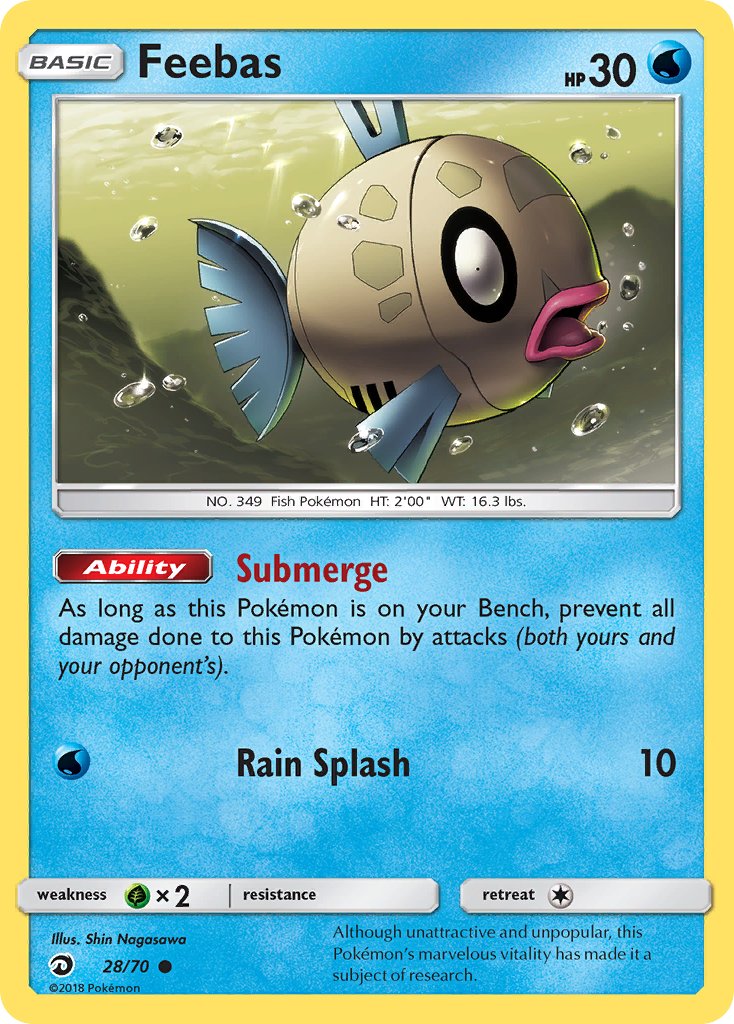 BASIC Feebas HP 30
NO. 349 Fish Pokémon HT: 2'00" WT: 16.3 lbs.
Ability Submerge
As long as this Pokémon is on your Bench, prevent all
damage done to this Pokémon by attacks (both yours and
your opponent's).
Rain Splash 10
weakness ×2 resistance retreat
Illus. Shin Nagasawa
28/70
©2018 Pokémon
Although unattractive and unpopular, this
Pokémon's marvelous vitality has made it a
subject of research.